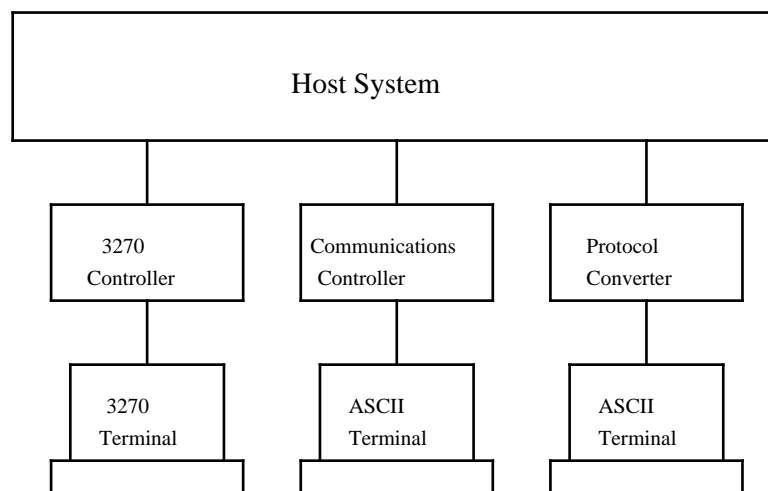 Host System
3270
Controller
Communications
Controller
Protocol
Converter
3270
Terminal
ASCII
Terminal
ASCII
Terminal